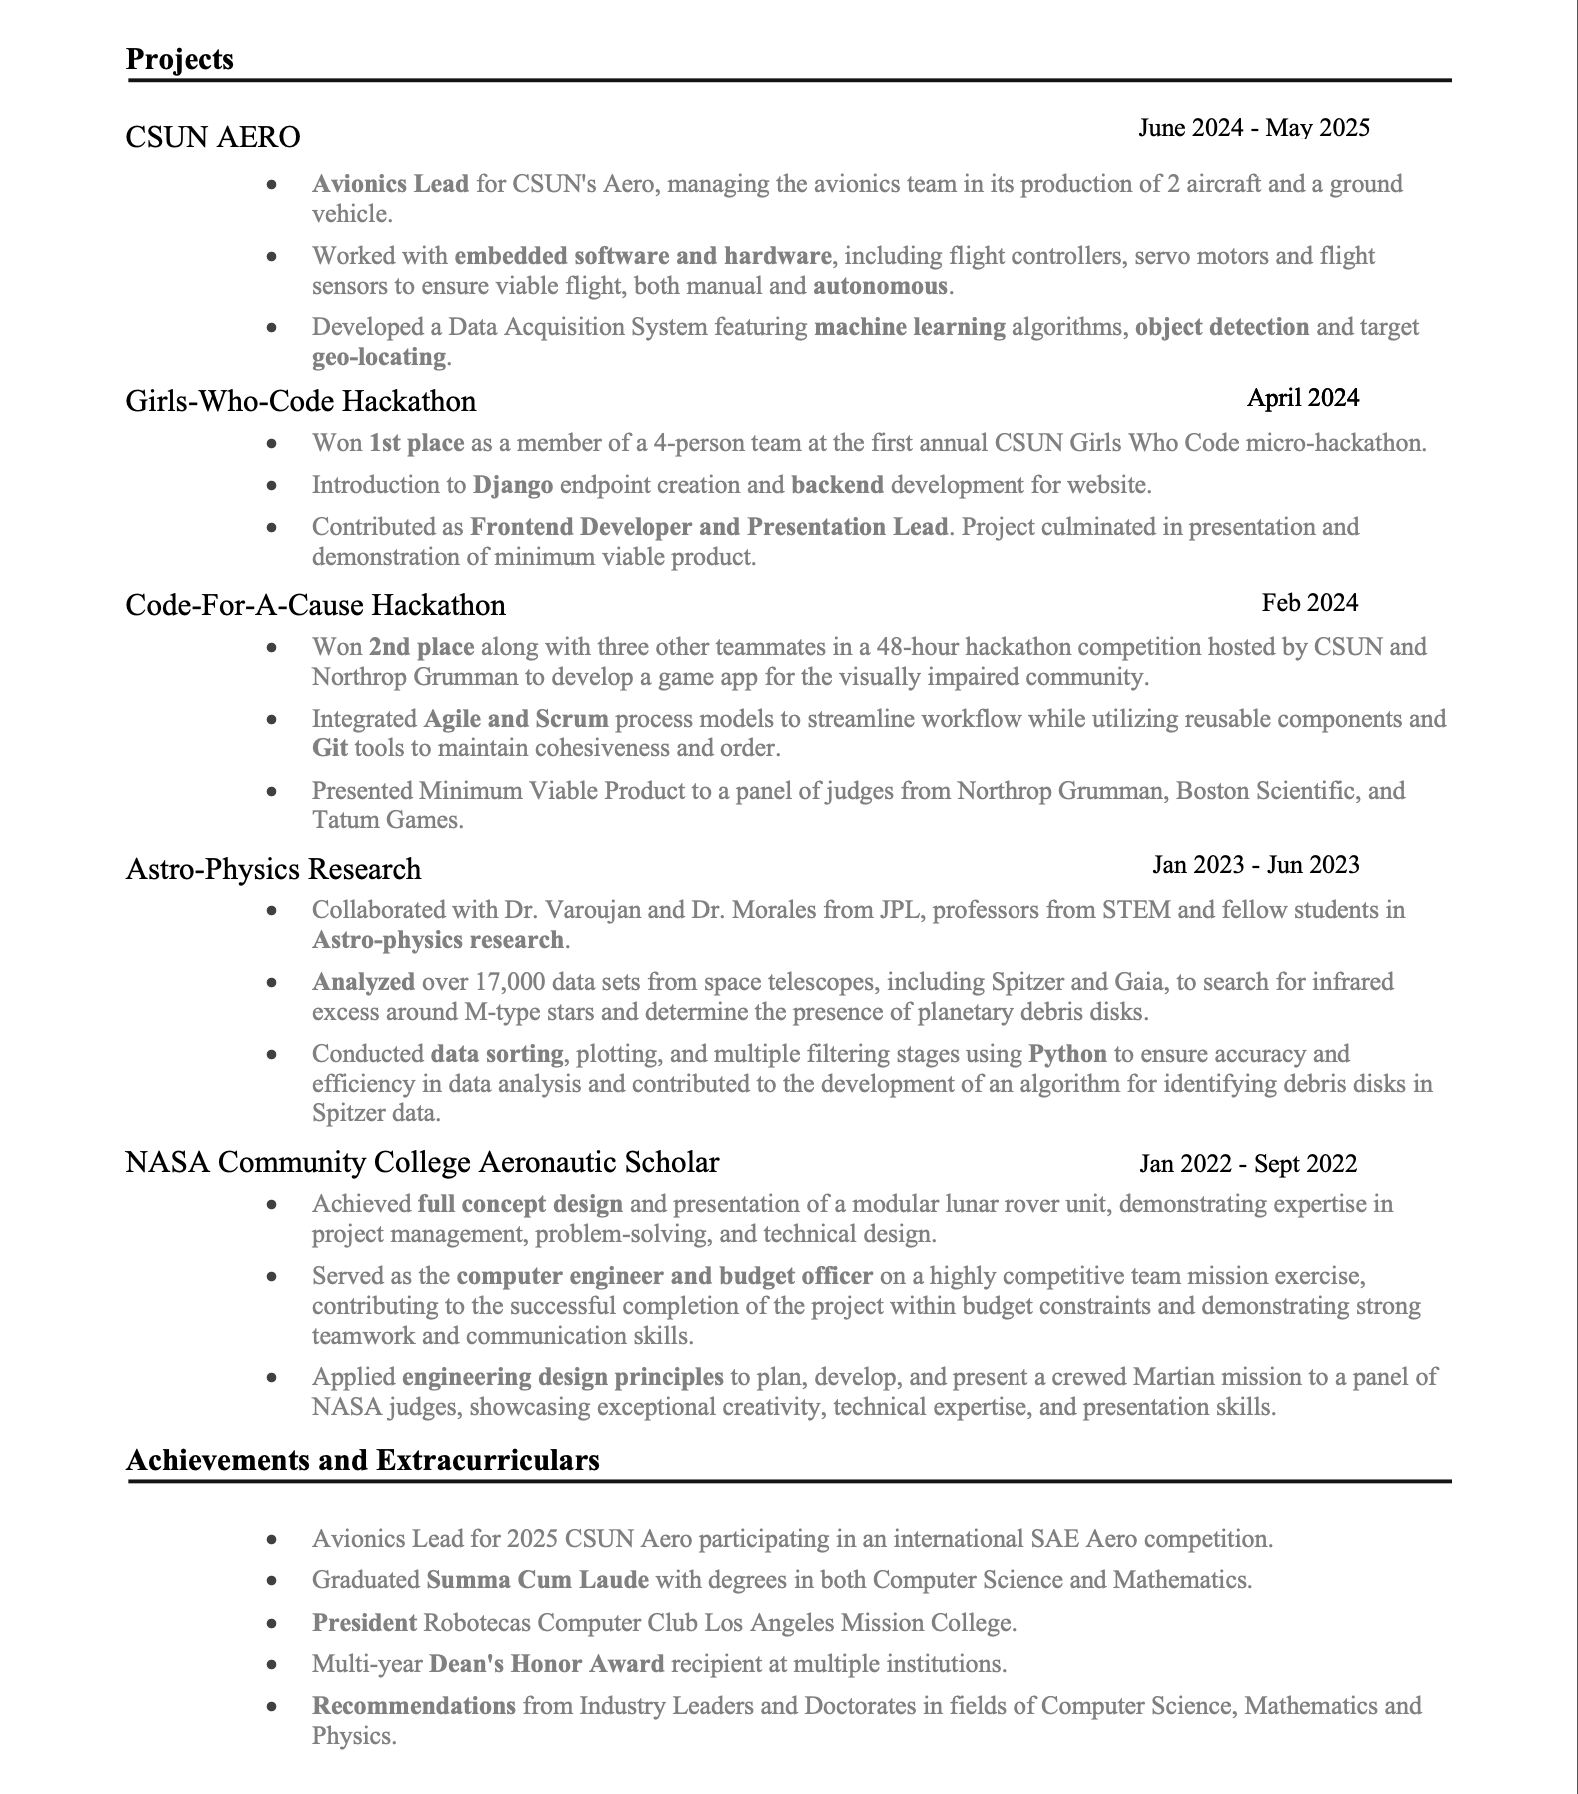 Projects
CSUN AERO
June 2024 - May 2025
• Avionics Lead for CSUN's Aero, managing the avionics team in its production of 2 aircraft and a ground
vehicle.
• Worked with embedded software and hardware, including flight controllers, servo motors and flight
sensors to ensure viable flight, both manual and autonomous.
• Developed a Data Acquisition System featuring machine learning algorithms, object detection and target
geo-locating.
Girls-Who-Code Hackathon
April 2024
• Won 1st place as a member of a 4-person team at the first annual CSUN Girls Who Code micro-hackathon.
• Introduction to Django endpoint creation and backend development for website.
• Contributed as Frontend Developer and Presentation Lead. Project culminated in presentation and
demonstration of minimum viable product.
Code-For-A-Cause Hackathon
Feb 2024
• Won 2nd place along with three other teammates in a 48-hour hackathon competition hosted by CSUN and
Northrop Grumman to develop a game app for the visually impaired community.
• Integrated Agile and Scrum process models to streamline workflow while utilizing reusable components and
Git tools to maintain cohesiveness and order.
• Presented Minimum Viable Product to a panel of judges from Northrop Grumman, Boston Scientific, and
Tatum Games.
Astro-Physics Research
Jan 2023 - Jun 2023
• Collaborated with Dr. Varoujan and Dr. Morales from JPL, professors from STEM and fellow students in
Astro-physics research.
• Analyzed over 17,000 data sets from space telescopes, including Spitzer and Gaia, to search for infrared
excess around M-type stars and determine the presence of planetary debris disks.
• Conducted data sorting, plotting, and multiple filtering stages using Python to ensure accuracy and
efficiency in data analysis and contributed to the development of an algorithm for identifying debris disks in
Spitzer data.
NASA Community College Aeronautic Scholar
Jan 2022 - Sept 2022
• Achieved full concept design and presentation of a modular lunar rover unit, demonstrating expertise in
project management, problem-solving, and technical design.
• Served as the computer engineer and budget officer on a highly competitive team mission exercise,
contributing to the successful completion of the project within budget constraints and demonstrating strong
teamwork and communication skills.
• Applied engineering design principles to plan, develop, and present a crewed Martian mission to a panel of
NASA judges, showcasing exceptional creativity, technical expertise, and presentation skills.
Achievements and Extracurriculars
• Avionics Lead for 2025 CSUN Aero participating in an international SAE Aero competition.
• Graduated Summa Cum Laude with degrees in both Computer Science and Mathematics.
• President Robotecas Computer Club Los Angeles Mission College.
• Multi-year Dean's Honor Award recipient at multiple institutions.
• Recommendations from Industry Leaders and Doctorates in fields of Computer Science, Mathematics and
Physics.